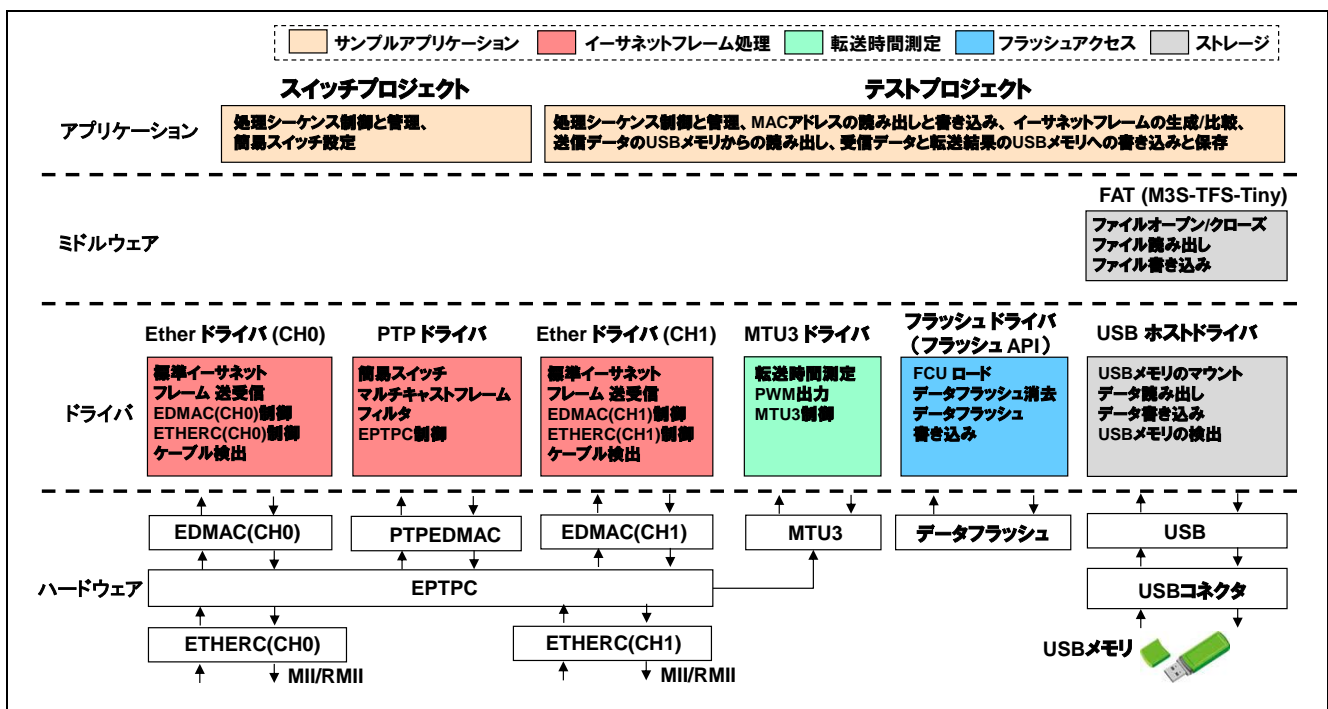 サンプルアプリケーション イーサネットフレーム処理 転送時間測定 フラッシュアクセス ストレージ
スイッチプロジェクト テストプロジェクト
アプリケーション
処理シーケンス制御と管理、
簡易スイッチ設定
処理シーケンス制御と管理、MACアドレスの読み出しと書き込み、イーサネットフレームの生成/比較、
送信データのUSBメモリからの読み出し、受信データと転送結果のUSBメモリへの書き込みと保存
ミドルウェア
FAT (M3S-TFS-Tiny)
ファイルオープン/クローズ
ファイル読み出し
ファイル書き込み
ドライバ
Ether ドライバ (CH0)
標準イーサネット
フレーム 送受信
EDMAC(CH0)制御
ETHERC(CH0)制御
ケーブル検出
PTP ドライバ
簡易スイッチ
マルチキャストフレーム
フィルタ
EPTPC制御
Ether ドライバ (CH1)
標準イーサネット
フレーム 送受信
EDMAC(CH1)制御
ETHERC(CH1)制御
ケーブル検出
MTU3 ドライバ
転送時間測定
PWM出力
MTU3制御
フラッシュドライバ
(フラッシュ API)
FCU ロード
データフラッシュ消去
データフラッシュ
書き込み
USB ホストドライバ
USBメモリのマウント
データ読み出し
データ書き込み
USBメモリの検出
ハードウェア
EDMAC(CH0) PTPEDMAC EDMAC(CH1) MTU3 データフラッシュ USB
EPTPC USBコネクタ
ETHERC(CH0) ETHERC(CH1) USBメモリ
MII/RMII MII/RMII